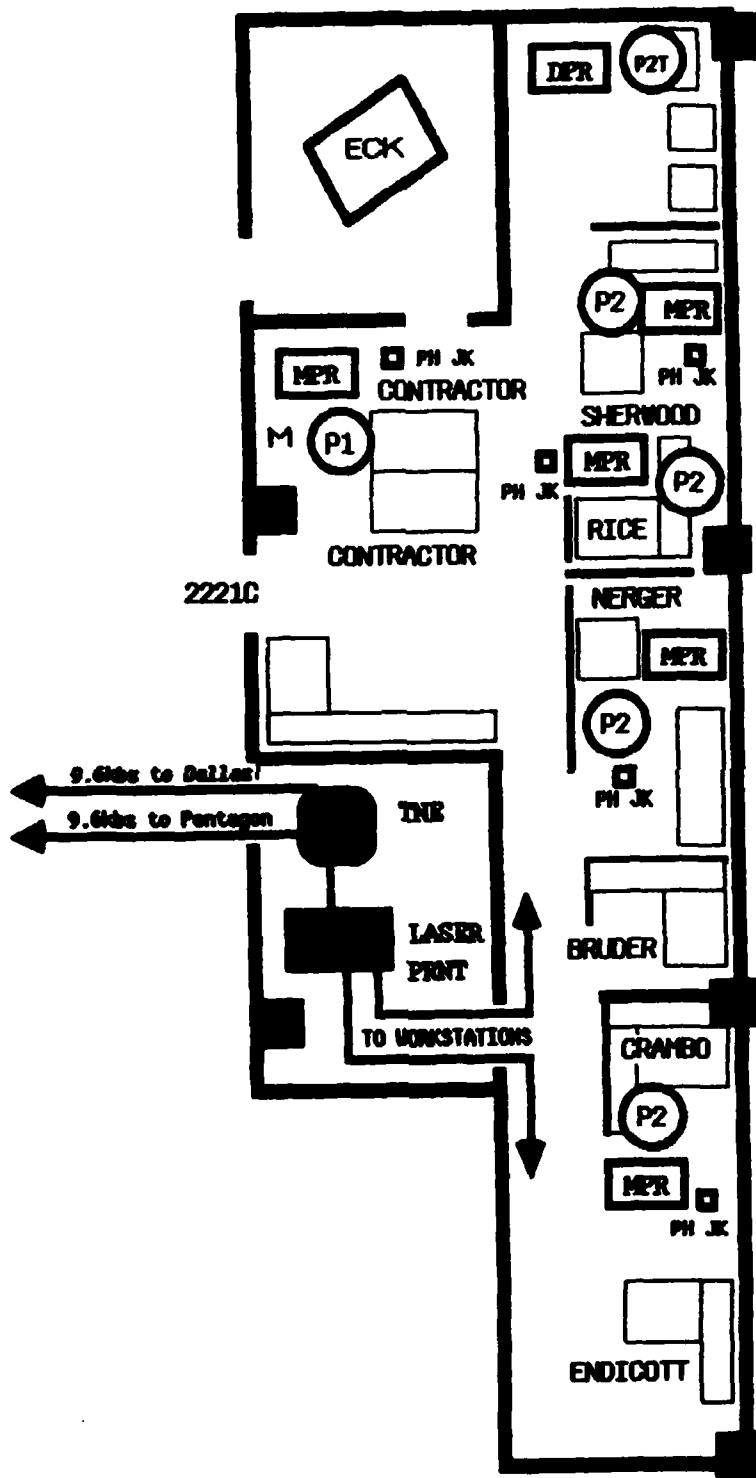 DPR
P2T
ECK
P2
MPR
PH JK
PH JK
MPR
CONTRACTOR
SHERWOOD
M
P1
MPR
P2
PH JK
RICE
CONTRACTOR
2221C
NERGER
MPR
P2
9.6kbs to Dallas
PH JK
9.6kbs to Pentagon
TNE
LASER
PRNT
BRUDER
TO WORKSTATIONS
CRAMBO
P2
MPR
PH JK
ENDICOTT